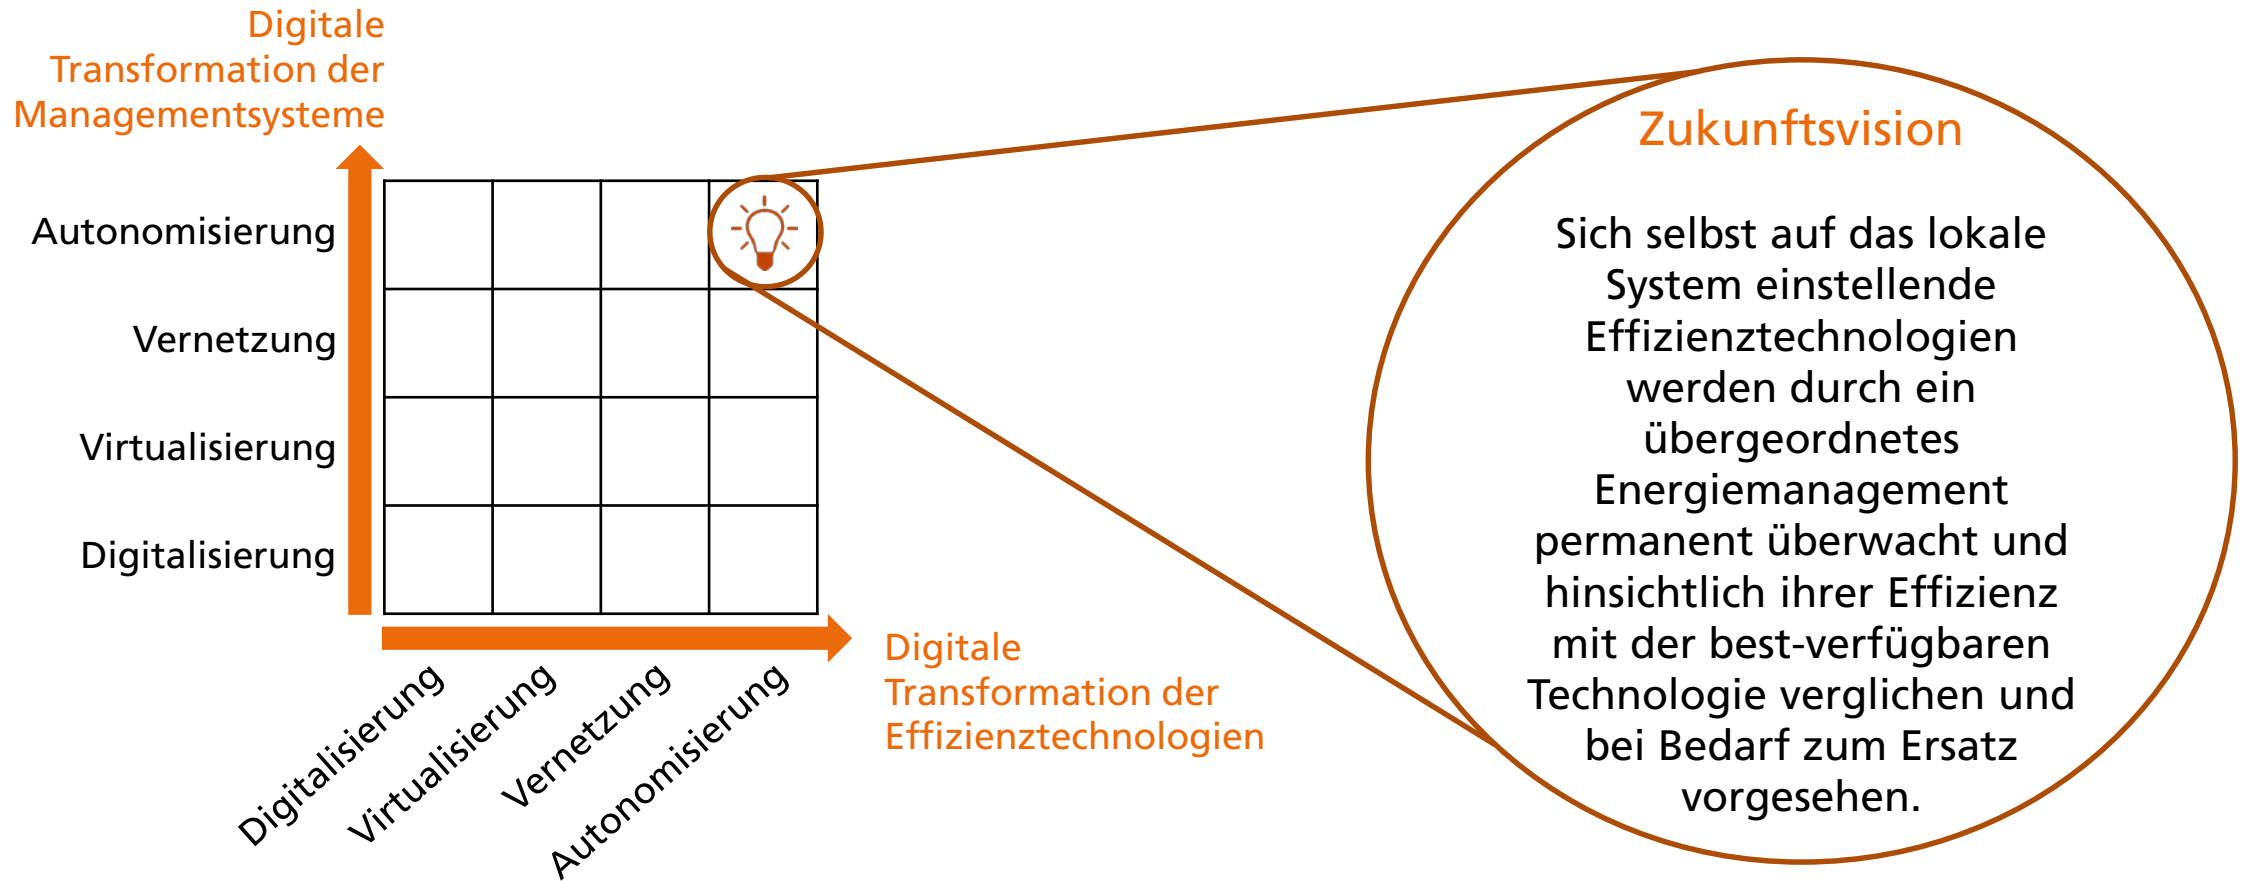 Digitale
Transformation der
Managementsysteme
Autonomisierung
Vernetzung
Virtualisierung
Digitalisierung
Digitalisierung
Virtualisierung
Vernetzung
Autonomisierung
Digitale
Transformation der
Effizienztechnologien
Zukunftsvision
Sich selbst auf das lokale
System einstellende
Effizienztechnologien
werden durch ein
übergeordnetes
Energiemanagement
permanent überwacht und
hinsichtlich ihrer Effizienz
mit der best-verfügbaren
Technologie verglichen und
bei Bedarf zum Ersatz
vorgesehen.